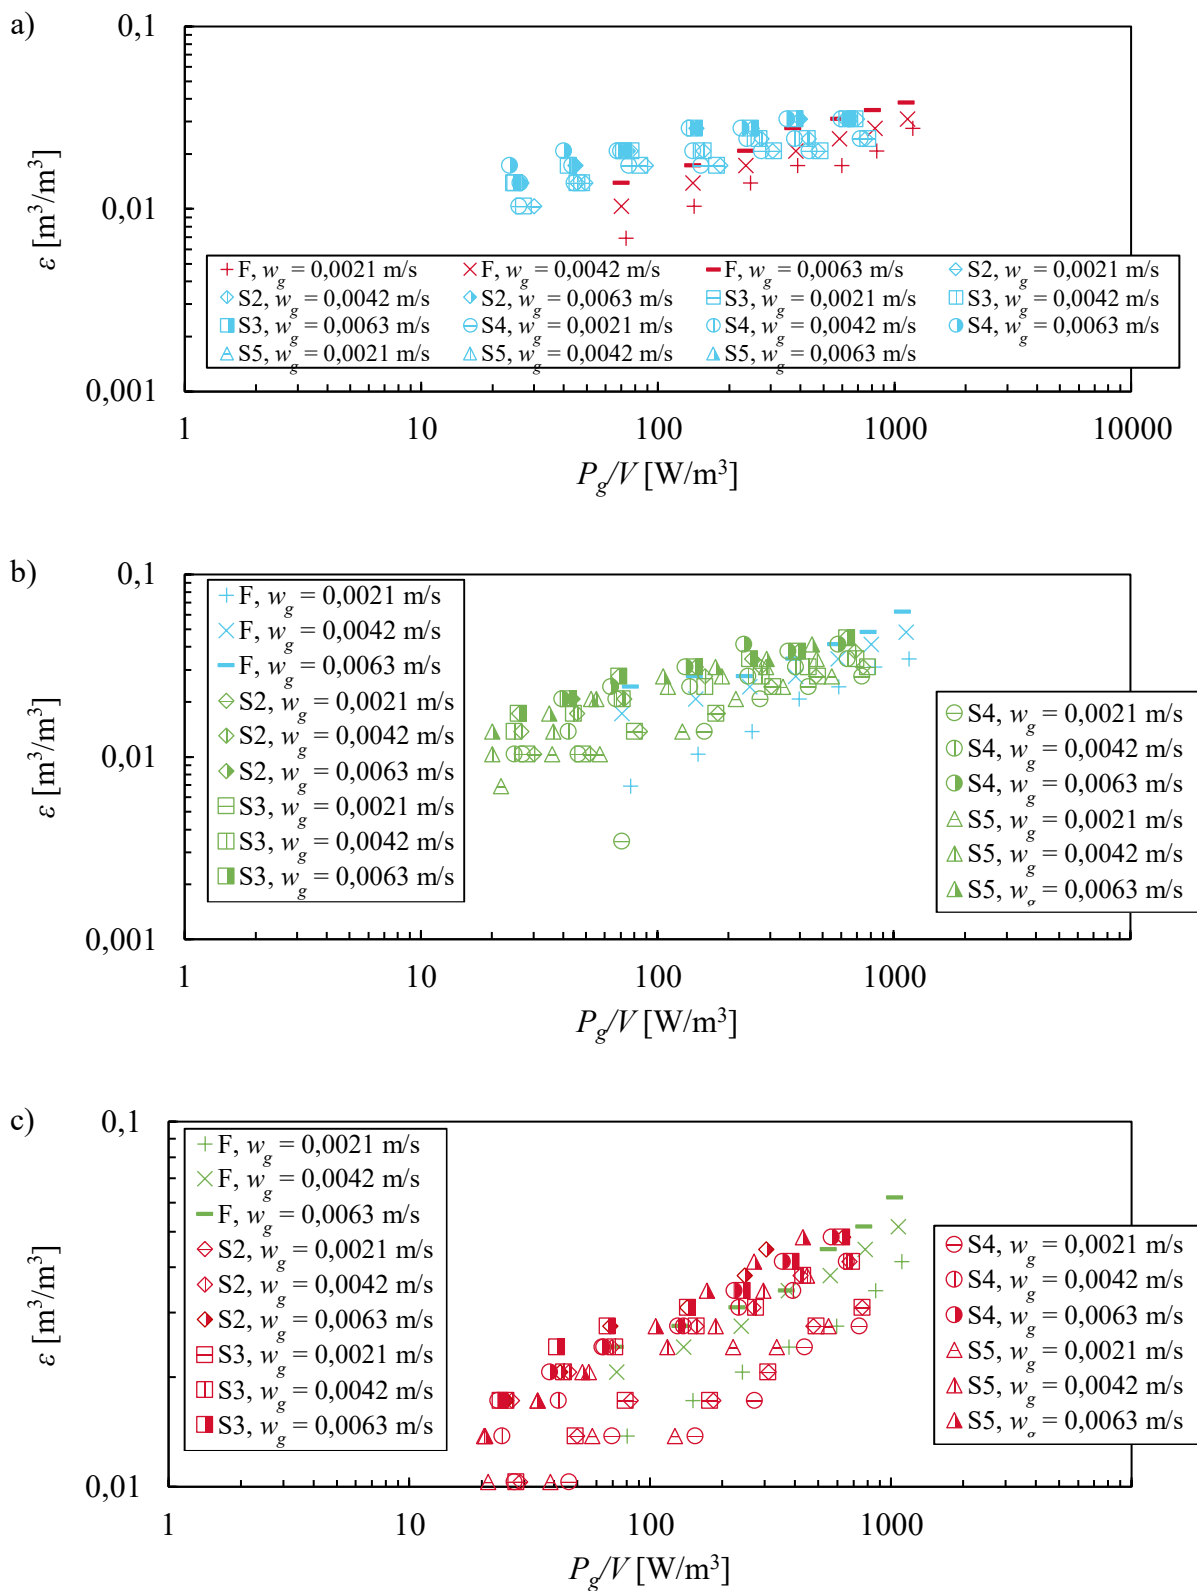 a)
0,1
0,01
0,001
ε [m³/m³]
F, w_g = 0,0021 m/s
F, w_g = 0,0042 m/s
F, w_g = 0,0063 m/s
S2, w_g = 0,0021 m/s
S2, w_g = 0,0042 m/s
S2, w_g = 0,0063 m/s
S3, w_g = 0,0021 m/s
S3, w_g = 0,0042 m/s
S3, w_g = 0,0063 m/s
S4, w_g = 0,0021 m/s
S4, w_g = 0,0042 m/s
S4, w_g = 0,0063 m/s
S5, w_g = 0,0021 m/s
S5, w_g = 0,0042 m/s
S5, w_g = 0,0063 m/s
1 10 100 1000 10000
P_g/V [W/m³]
b)
0,1
0,01
0,001
ε [m³/m³]
F, w_g = 0,0021 m/s
F, w_g = 0,0042 m/s
F, w_g = 0,0063 m/s
S2, w_g = 0,0021 m/s
S2, w_g = 0,0042 m/s
S2, w_g = 0,0063 m/s
S3, w_g = 0,0021 m/s
S3, w_g = 0,0042 m/s
S3, w_g = 0,0063 m/s
S4, w_g = 0,0021 m/s
S4, w_g = 0,0042 m/s
S4, w_g = 0,0063 m/s
S5, w_g = 0,0021 m/s
S5, w_g = 0,0042 m/s
S5, w_g = 0,0063 m/s
1 10 100 1000
P_g/V [W/m³]
c)
0,1
0,01
ε [m³/m³]
F, w_g = 0,0021 m/s
F, w_g = 0,0042 m/s
F, w_g = 0,0063 m/s
S2, w_g = 0,0021 m/s
S2, w_g = 0,0042 m/s
S2, w_g = 0,0063 m/s
S3, w_g = 0,0021 m/s
S3, w_g = 0,0042 m/s
S3, w_g = 0,0063 m/s
S4, w_g = 0,0021 m/s
S4, w_g = 0,0042 m/s
S4, w_g = 0,0063 m/s
S5, w_g = 0,0021 m/s
S5, w_g = 0,0042 m/s
S5, w_g = 0,0063 m/s
1 10 100 1000
P_g/V [W/m³]